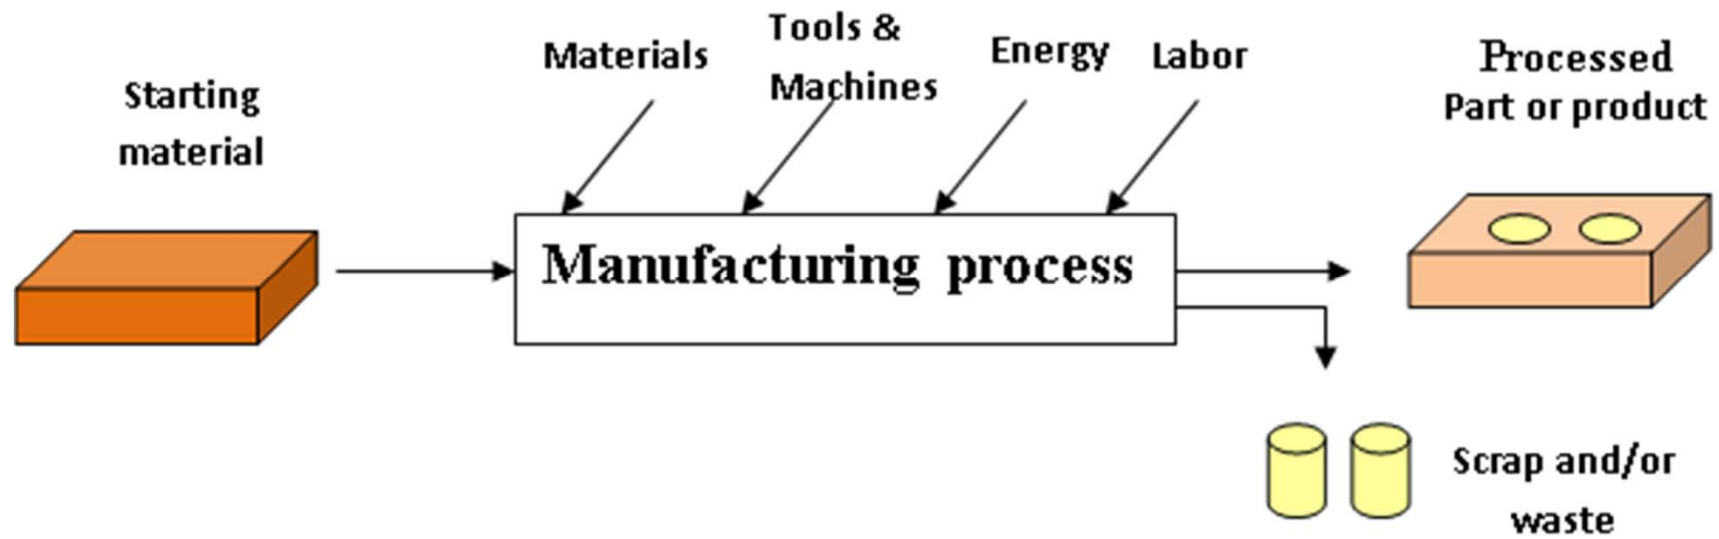 Starting
material
Materials
Tools &
Machines
Energy
Labor
Processed
Part or product
Manufacturing process
Scrap and/or
waste